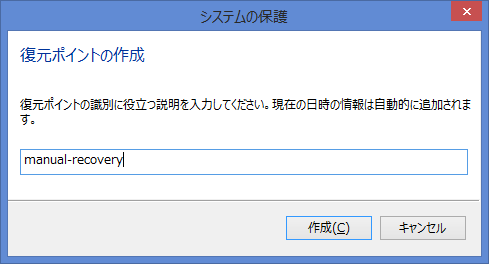 システムの保護
復元ポイントの作成
復元ポイントの識別に役立つ説明を入力してください。現在の日時の情報は自動的に追加されま
す。
manual-recovery
作成(C) キャンセル